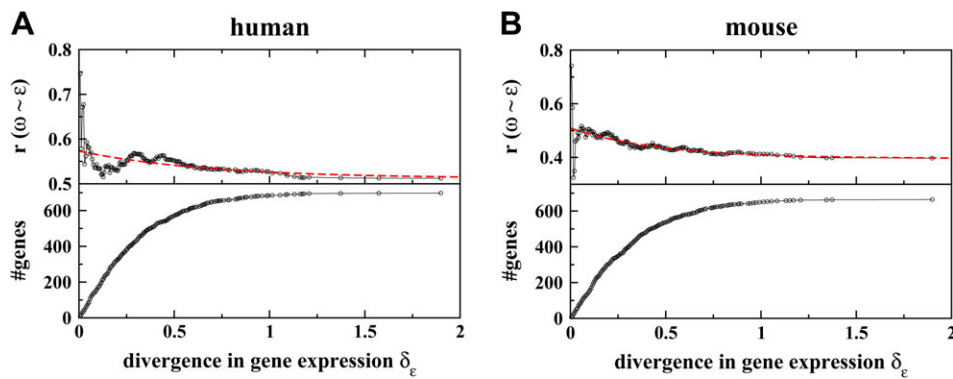 A human
0.8
0.7
r (ω ~ ε)
0.6
0.5
600
#genes
400
200
0
0 0.5 1 1.5 2
divergence in gene expression δε
B mouse
0.8
r (ω ~ ε)
0.6
0.4
600
#genes
400
200
0
0 0.5 1 1.5 2
divergence in gene expression δε